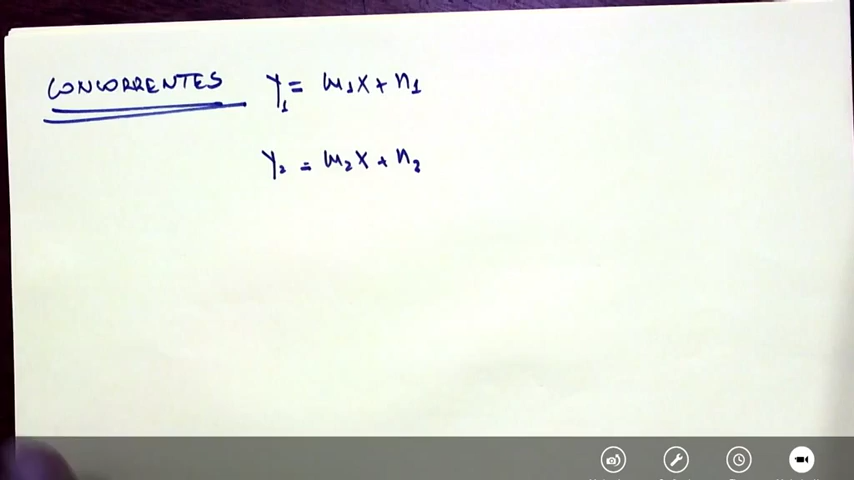 CONCORRENTES y₁ = m₁x + n₁
y₂ = m₂x + n₂